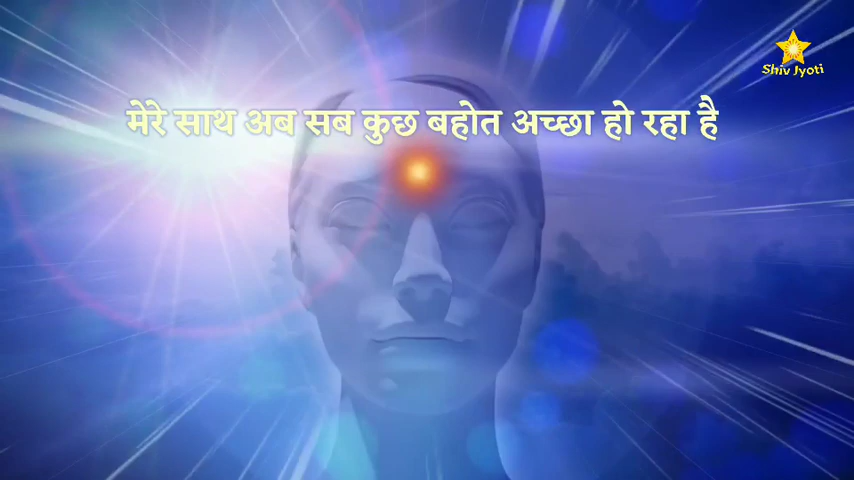 Shiv Jyoti
मेरे साथ अब सब कुछ बहोत अच्छा हो रहा है